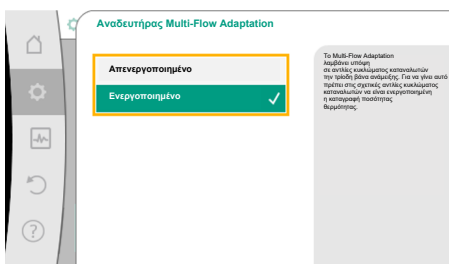 Αναδευτήρας Multi-Flow Adaptation
Απενεργοποιημένο
Ενεργοποιημένο
Το Multi-Flow Adaptation
λαμβάνει υπόψη
σε αντλίες κυκλώματος καταναλωτών
την τρίοδη βάνα ανάμειξης. Για να γίνει αυτό
πρέπει στις σχετικές αντλίες κυκλώματος
καταναλωτών να είναι ενεργοποιημένη
η καταγραφή ποσότητας
θερμότητας.